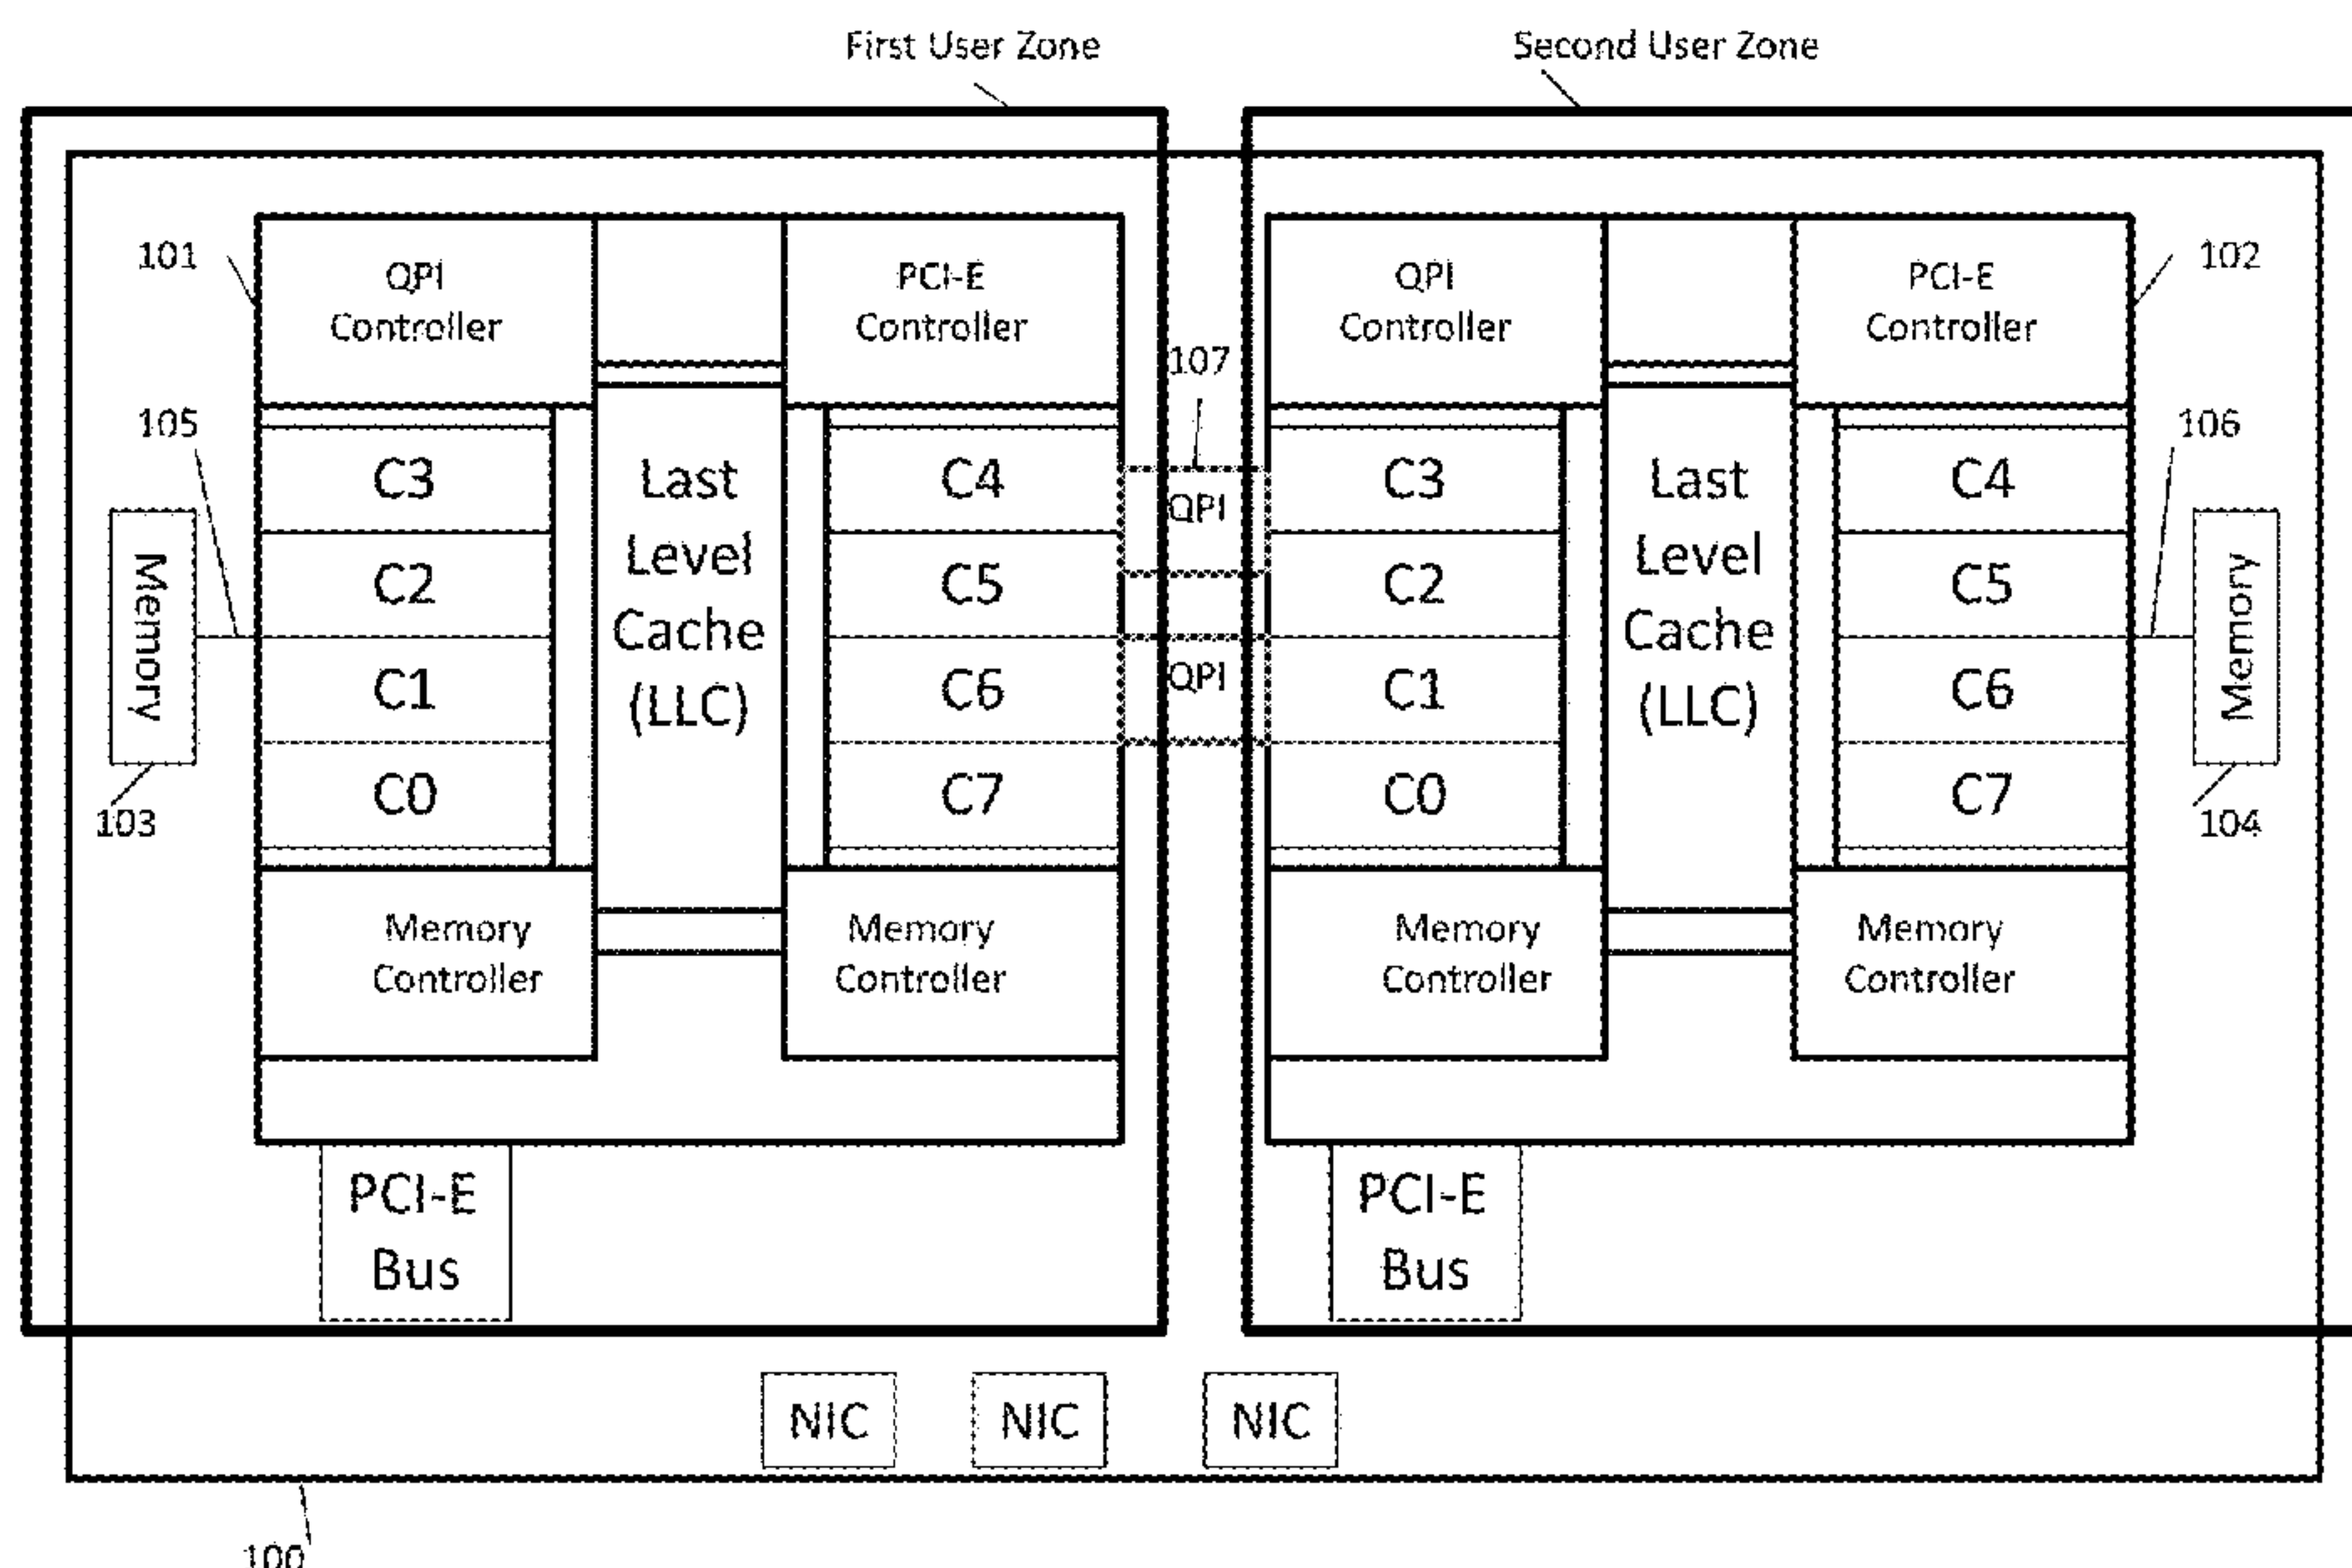 First User Zone
Second User Zone
101
QPI
Controller
PCI-E
Controller
QPI
Controller
PCI-E
Controller
102
107
105
106
C3
C2
C1
C0
Last
Level
Cache
(LLC)
C4
C5
C6
C7
QPI
QPI
C3
C2
C1
C0
Last
Level
Cache
(LLC)
C4
C5
C6
C7
Memory
Memory
103
104
Memory
Controller
Memory
Controller
Memory
Controller
Memory
Controller
PCI-E
Bus
PCI-E
Bus
NIC
NIC
NIC
100